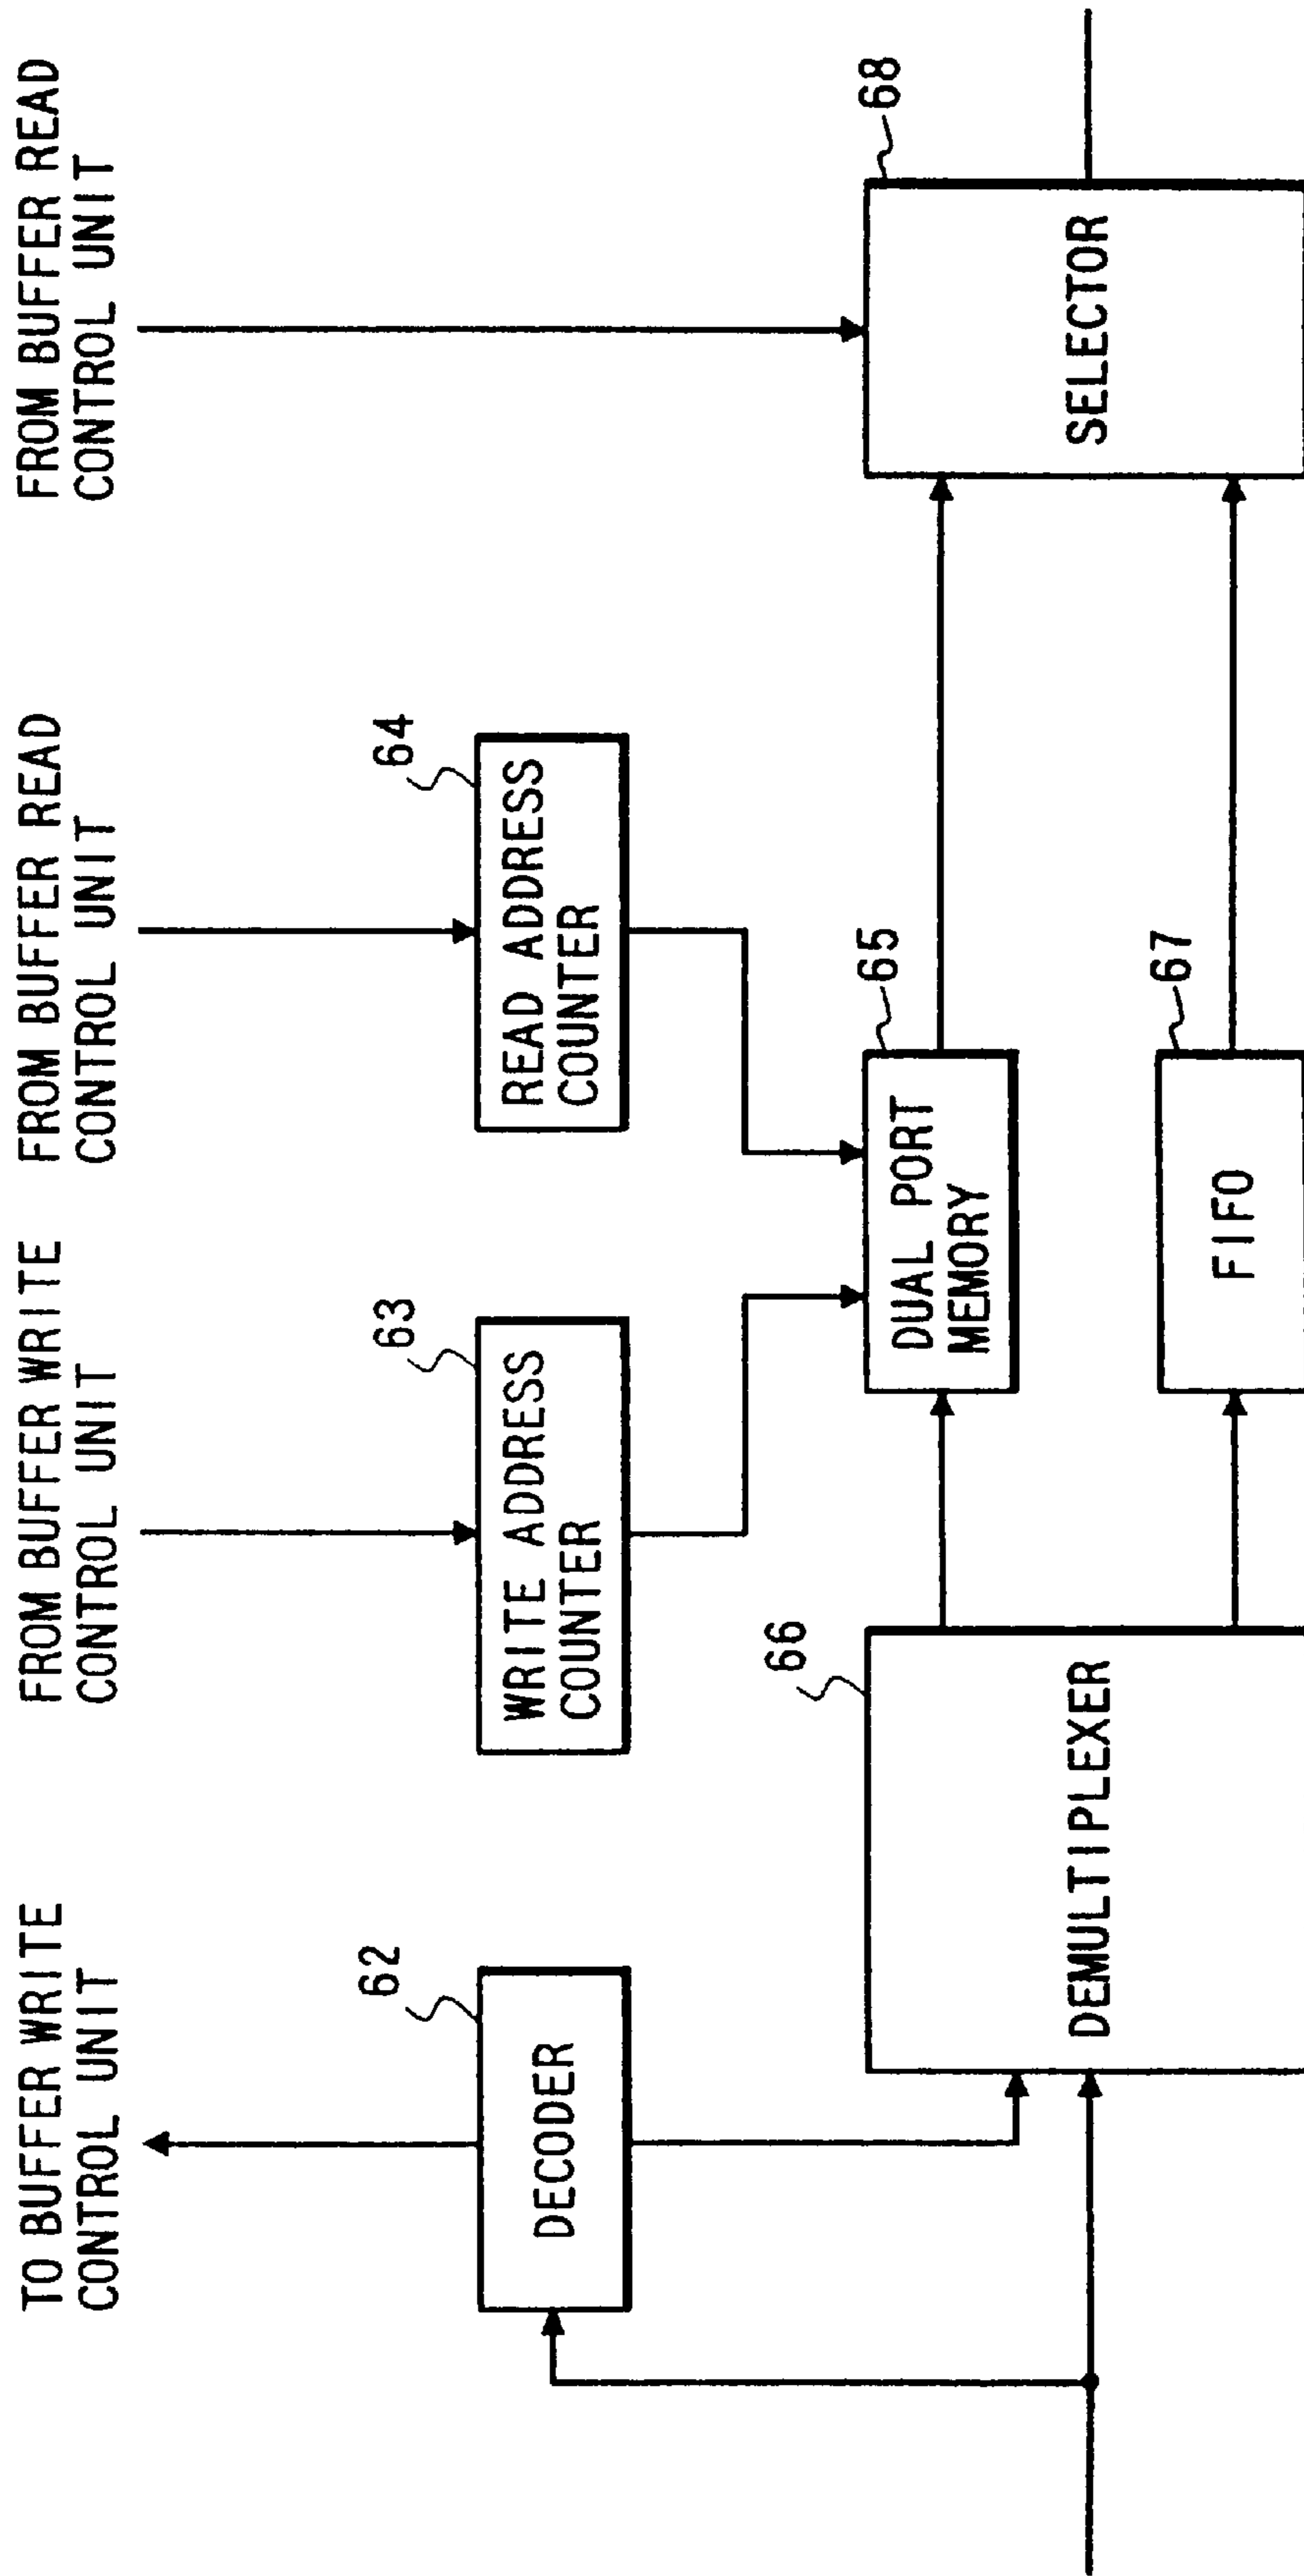 TO BUFFER WRITE
CONTROL UNIT
FROM BUFFER WRITE
CONTROL UNIT
FROM BUFFER READ
CONTROL UNIT
FROM BUFFER READ
CONTROL UNIT
62
DECODER
63
WRITE ADDRESS
COUNTER
64
READ ADDRESS
COUNTER
66
DEMULTIPLEXER
65
DUAL PORT
MEMORY
67
FIFO
68
SELECTOR